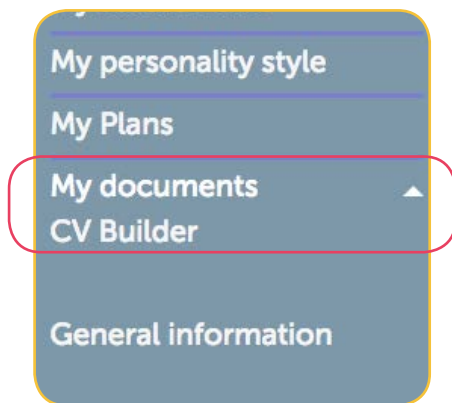 My personality style
My Plans
My documents
CV Builder
General information